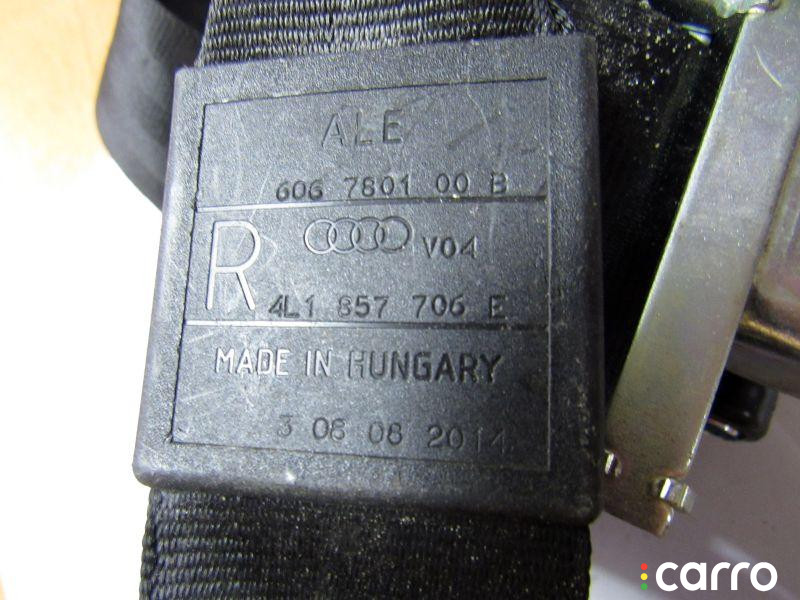 ALE
606 7801 00 B
R V04
4L1 857 706 E
MADE IN HUNGARY
3 08 08 2014
carro